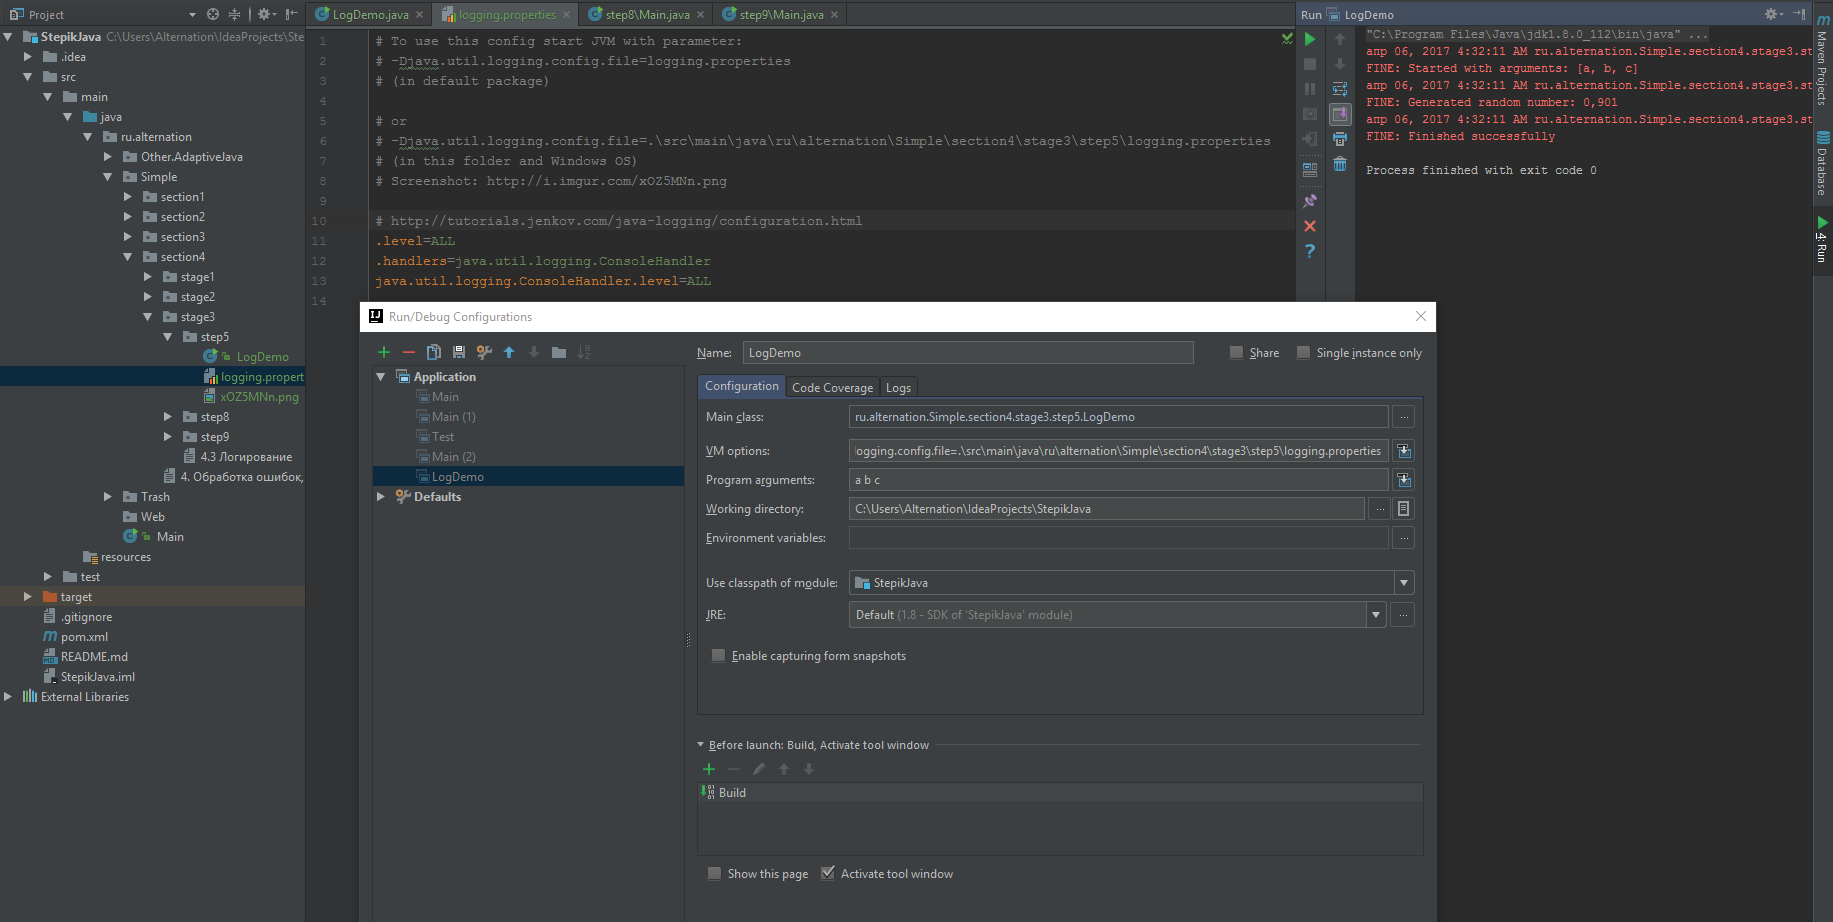 Project
StepikJava C:\Users\Alternation\IdeaProjects\Ste
.idea
src
main
java
ru.alternation
Other.AdaptiveJava
Simple
section1
section2
section3
section4
stage1
stage2
stage3
step5
LogDemo
logging.propert
xOZ5MNn.png
step8
step9
4.3 Логирование
4. Обработка ошибок,
Trash
Web
Main
resources
test
target
.gitignore
pom.xml
README.md
StepikJava.iml
External Libraries
LogDemo.java
logging.properties
step8\Main.java
step9\Main.java
1 # To use this config start JVM with parameter:
2 # -Djava.util.logging.config.file=logging.properties
3 # (in default package)
4
5 # or
6 # -Djava.util.logging.config.file=.\src\main\java\ru\alternation\Simple\section4\stage3\step5\logging.properties
7 # (in this folder and Windows OS)
8 # Screenshot: http://i.imgur.com/xOZ5MNn.png
9
10 # http://tutorials.jenkov.com/java-logging/configuration.html
11 .level=ALL
12 .handlers=java.util.logging.ConsoleHandler
13 java.util.logging.ConsoleHandler.level=ALL
14
Run LogDemo
"C:\Program Files\Java\jdk1.8.0_112\bin\java" ...
апр 06, 2017 4:32:11 AM ru.alternation.Simple.section4.stage3.st
FINE: Started with arguments: [a, b, c]
апр 06, 2017 4:32:11 AM ru.alternation.Simple.section4.stage3.st
FINE: Generated random number: 0,901
апр 06, 2017 4:32:11 AM ru.alternation.Simple.section4.stage3.st
FINE: Finished successfully
Process finished with exit code 0
Maven Projects
Database
4: Run
Run/Debug Configurations
Application
Main
Main (1)
Test
Main (2)
LogDemo
Defaults
Name: LogDemo
Share
Single instance only
Configuration
Code Coverage
Logs
Main class: ru.alternation.Simple.section4.stage3.step5.LogDemo
VM options: logging.config.file=.\src\main\java\ru\alternation\Simple\section4\stage3\step5\logging.properties
Program arguments: a b c
Working directory: C:\Users\Alternation\IdeaProjects\StepikJava
Environment variables:
Use classpath of module: StepikJava
JRE: Default (1.8 - SDK of 'StepikJava' module)
Enable capturing form snapshots
Before launch: Build, Activate tool window
Build
Show this page
Activate tool window